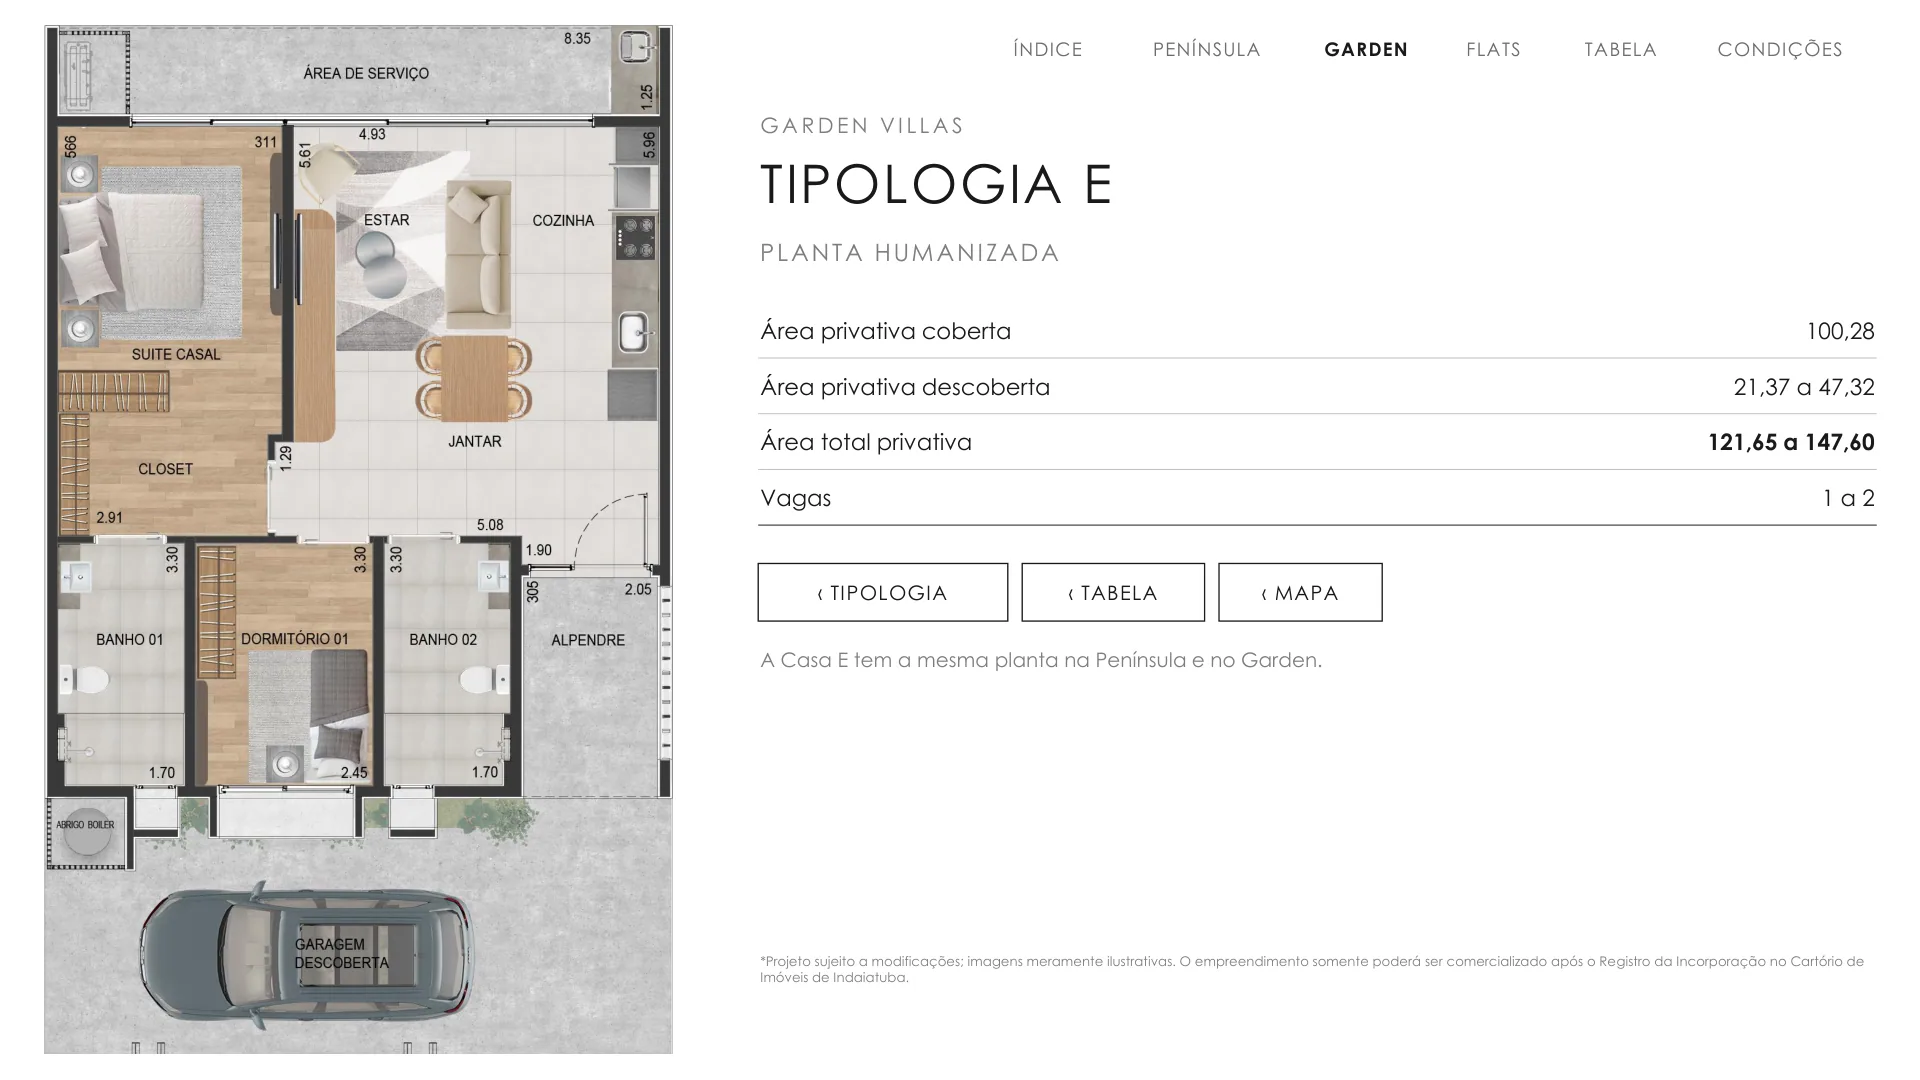 ÍNDICE PENÍNSULA GARDEN FLATS TABELA CONDIÇÕES
GARDEN VILLAS
TIPOLOGIA E
PLANTA HUMANIZADA
Área privativa coberta 100,28
Área privativa descoberta 21,37 a 47,32
Área total privativa 121,65 a 147,60
Vagas 1 a 2
‹ TIPOLOGIA ‹ TABELA ‹ MAPA
A Casa E tem a mesma planta na Península e no Garden.
*Projeto sujeito a modificações; imagens meramente ilustrativas. O empreendimento somente poderá ser comercializado após o Registro da Incorporação no Cartório de
Imóveis de Indaiatuba.
8.35
ÁREA DE SERVIÇO
1.25
4.93
566
311
5.61
5.96
ESTAR
COZINHA
SUITE CASAL
JANTAR
1.29
CLOSET
2.91
5.08
3.30
3.30
3.30
1.90
305
2.05
BANHO 01
DORMITÓRIO 01
BANHO 02
ALPENDRE
1.70
2.45
1.70
ABRIGO BOILER
GARAGEM
DESCOBERTA